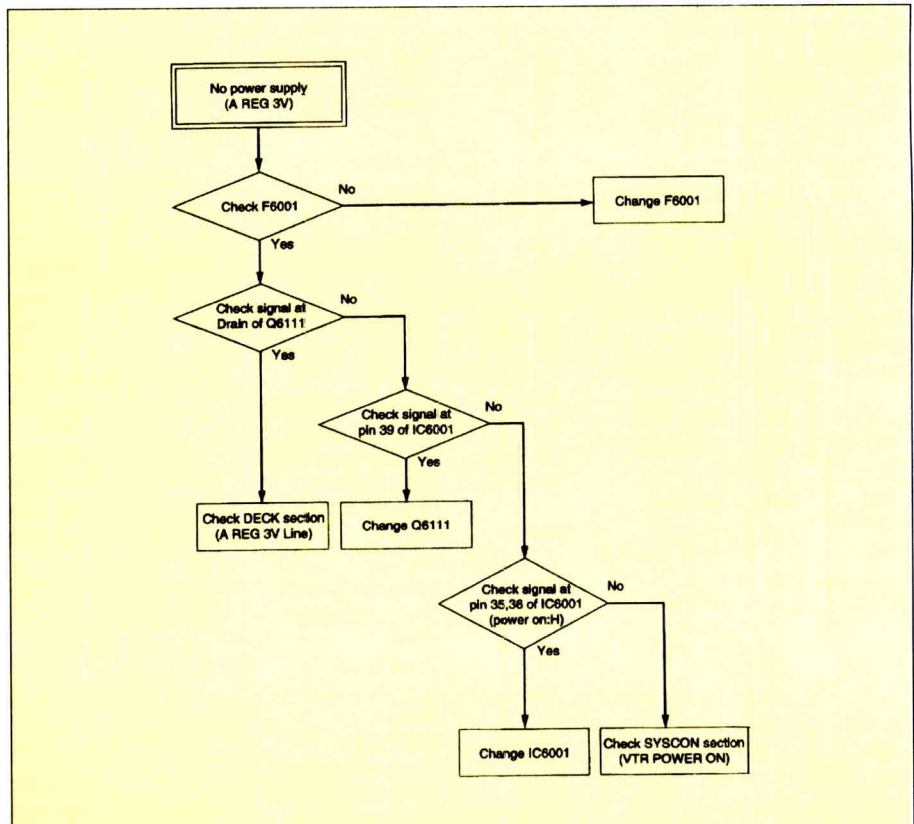 No power supply
(A REG 3V)
Check F6001
No
Change F6001
Yes
Check signal at
Drain of Q6111
No
Yes
Check signal at
pin 39 of IC6001
No
Yes
Check DECK section
(A REG 3V Line)
Change Q6111
Check signal at
pin 35,36 of IC6001
(power on:H)
No
Yes
Change IC6001
Check SYSCON section
(VTR POWER ON)